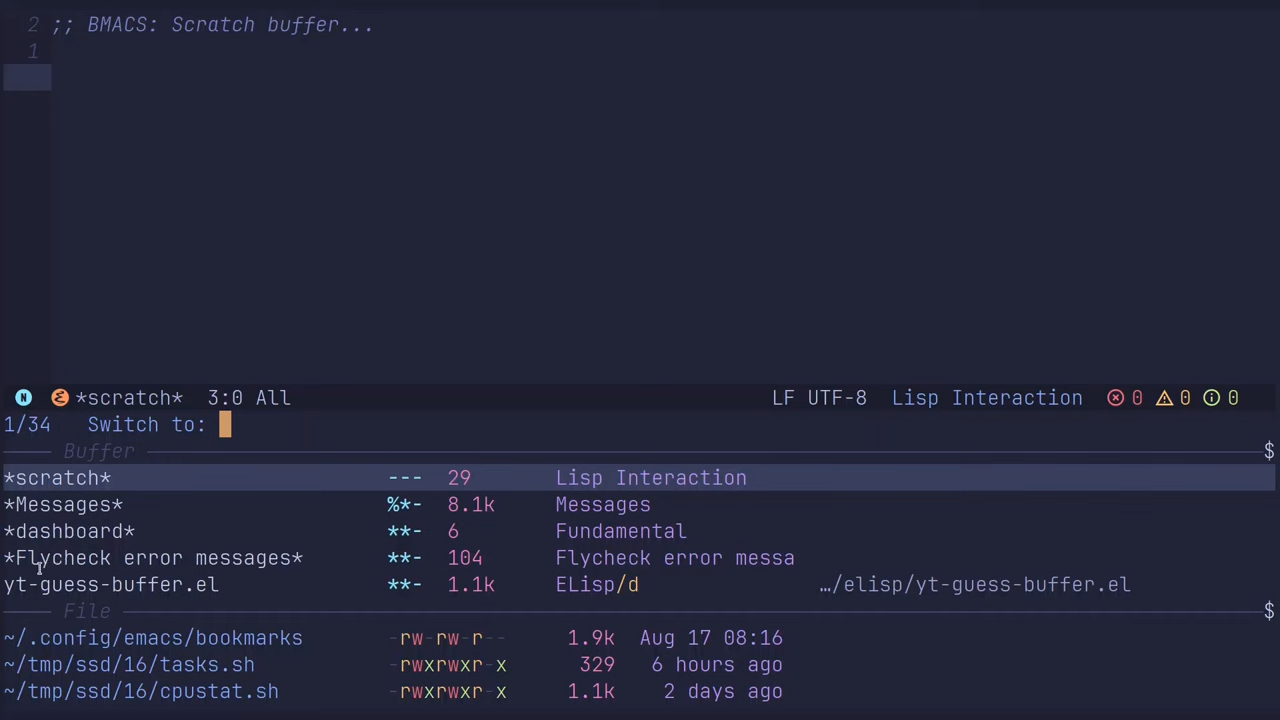 2 ;; BMACS: Scratch buffer...
1
N *scratch* 3:0 All LF UTF-8 Lisp Interaction 0 0 0
1/34 Switch to:
Buffer $
*scratch* --- 29 Lisp Interaction
*Messages* %*- 8.1k Messages
*dashboard* **- 6 Fundamental
*Flycheck error messages* **- 104 Flycheck error messa
yt-guess-buffer.el **- 1.1k ELisp/d …/elisp/yt-guess-buffer.el
File $
~/.config/emacs/bookmarks -rw-rw-r-- 1.9k Aug 17 08:16
~/tmp/ssd/16/tasks.sh -rwxrwxr-x 329 6 hours ago
~/tmp/ssd/16/cpustat.sh -rwxrwxr-x 1.1k 2 days ago